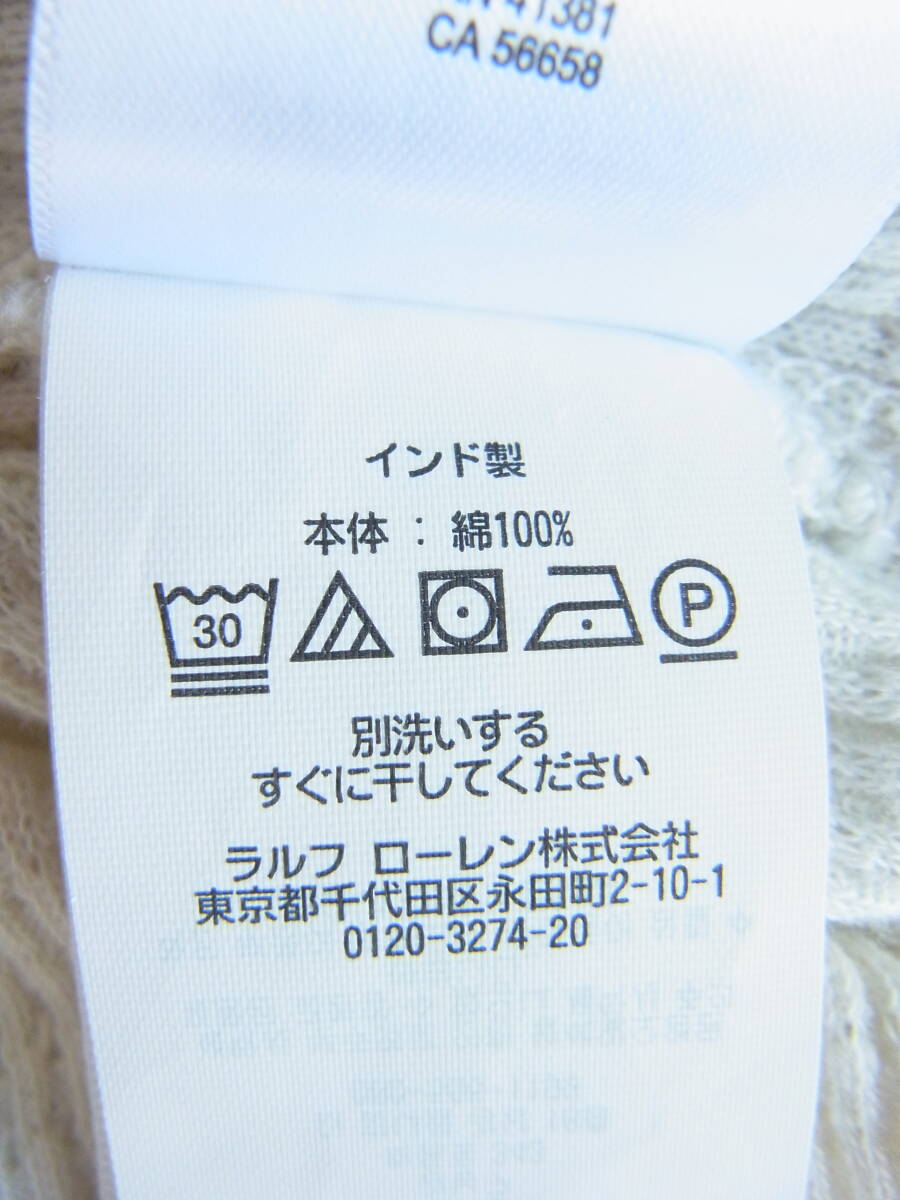 41381
CA 56658
インド製
本体 : 綿100%
30
P
別洗いする
すぐに干してください
ラルフ ローレン株式会社
東京都千代田区永田町2-10-1
0120-3274-20